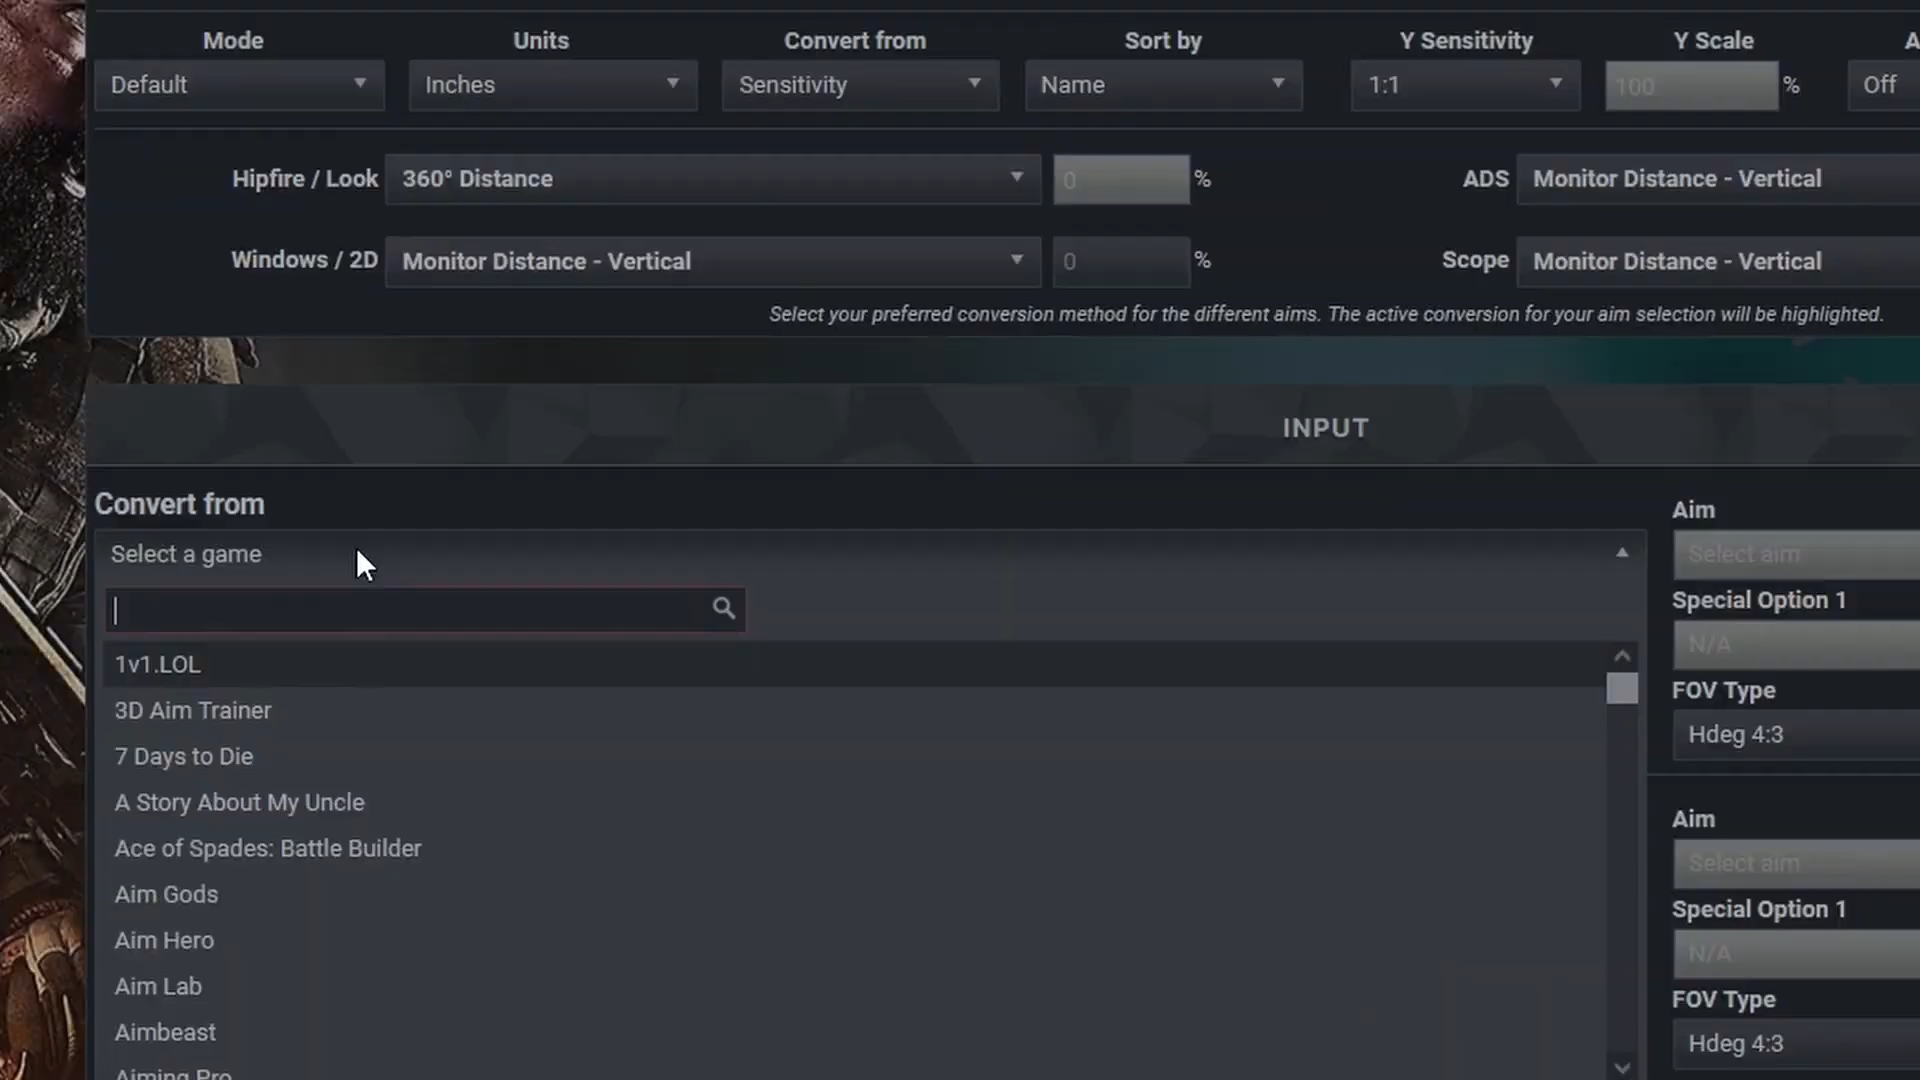 Mode Units Convert from Sort by Y Sensitivity Y Scale A
Default Inches Sensitivity Name 1:1 100 % Off
Hipfire / Look 360° Distance 0 % ADS Monitor Distance - Vertical
Windows / 2D Monitor Distance - Vertical 0 % Scope Monitor Distance - Vertical
Select your preferred conversion method for the different aims. The active conversion for your aim selection will be highlighted.
INPUT
Convert from
Select a game
1v1.LOL
3D Aim Trainer
7 Days to Die
A Story About My Uncle
Ace of Spades: Battle Builder
Aim Gods
Aim Hero
Aim Lab
Aimbeast
Aiming Pro
Aim
Select aim
Special Option 1
N/A
FOV Type
Hdeg 4:3
Aim
Select aim
Special Option 1
N/A
FOV Type
Hdeg 4:3